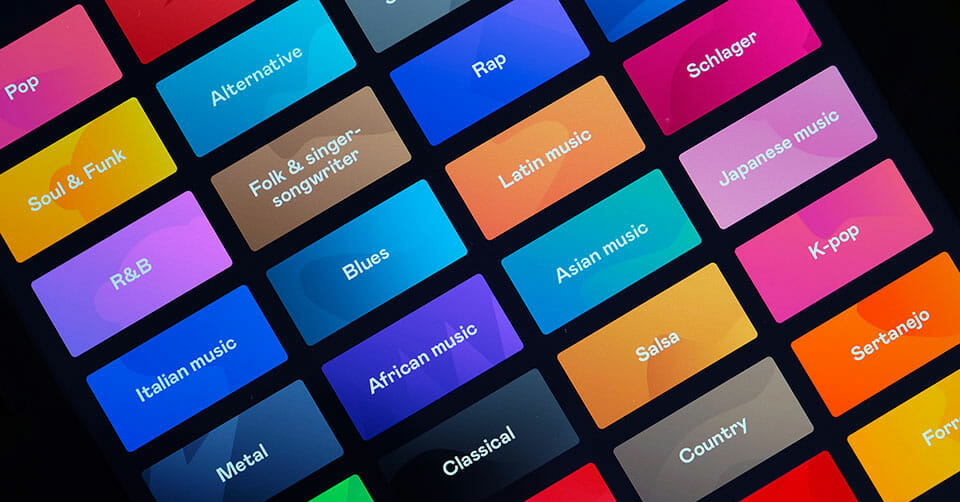 Pop
Alternative
Rap
Schlager
Soul & Funk
Folk & singer-
songwriter
Latin music
Japanese music
R&B
Blues
Asian music
K-pop
Italian music
African music
Salsa
Sertanejo
Metal
Classical
Country